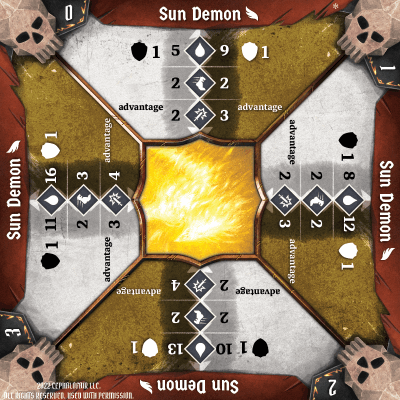 0
Sun Demon
1 5 9 1
2 2
advantage 2 3 advantage
1
Sun Demon
1 8 12 1
2 2
advantage 2 3 advantage
2
Sun Demon
1 10 13 1
2 2
advantage 2 4 advantage
3
Sun Demon
1 11 16 1
2 3
advantage 3 4 advantage
2022 CEPHALOFAIR LLC.
ALL RIGHTS RESERVED. USED WITH PERMISSION.